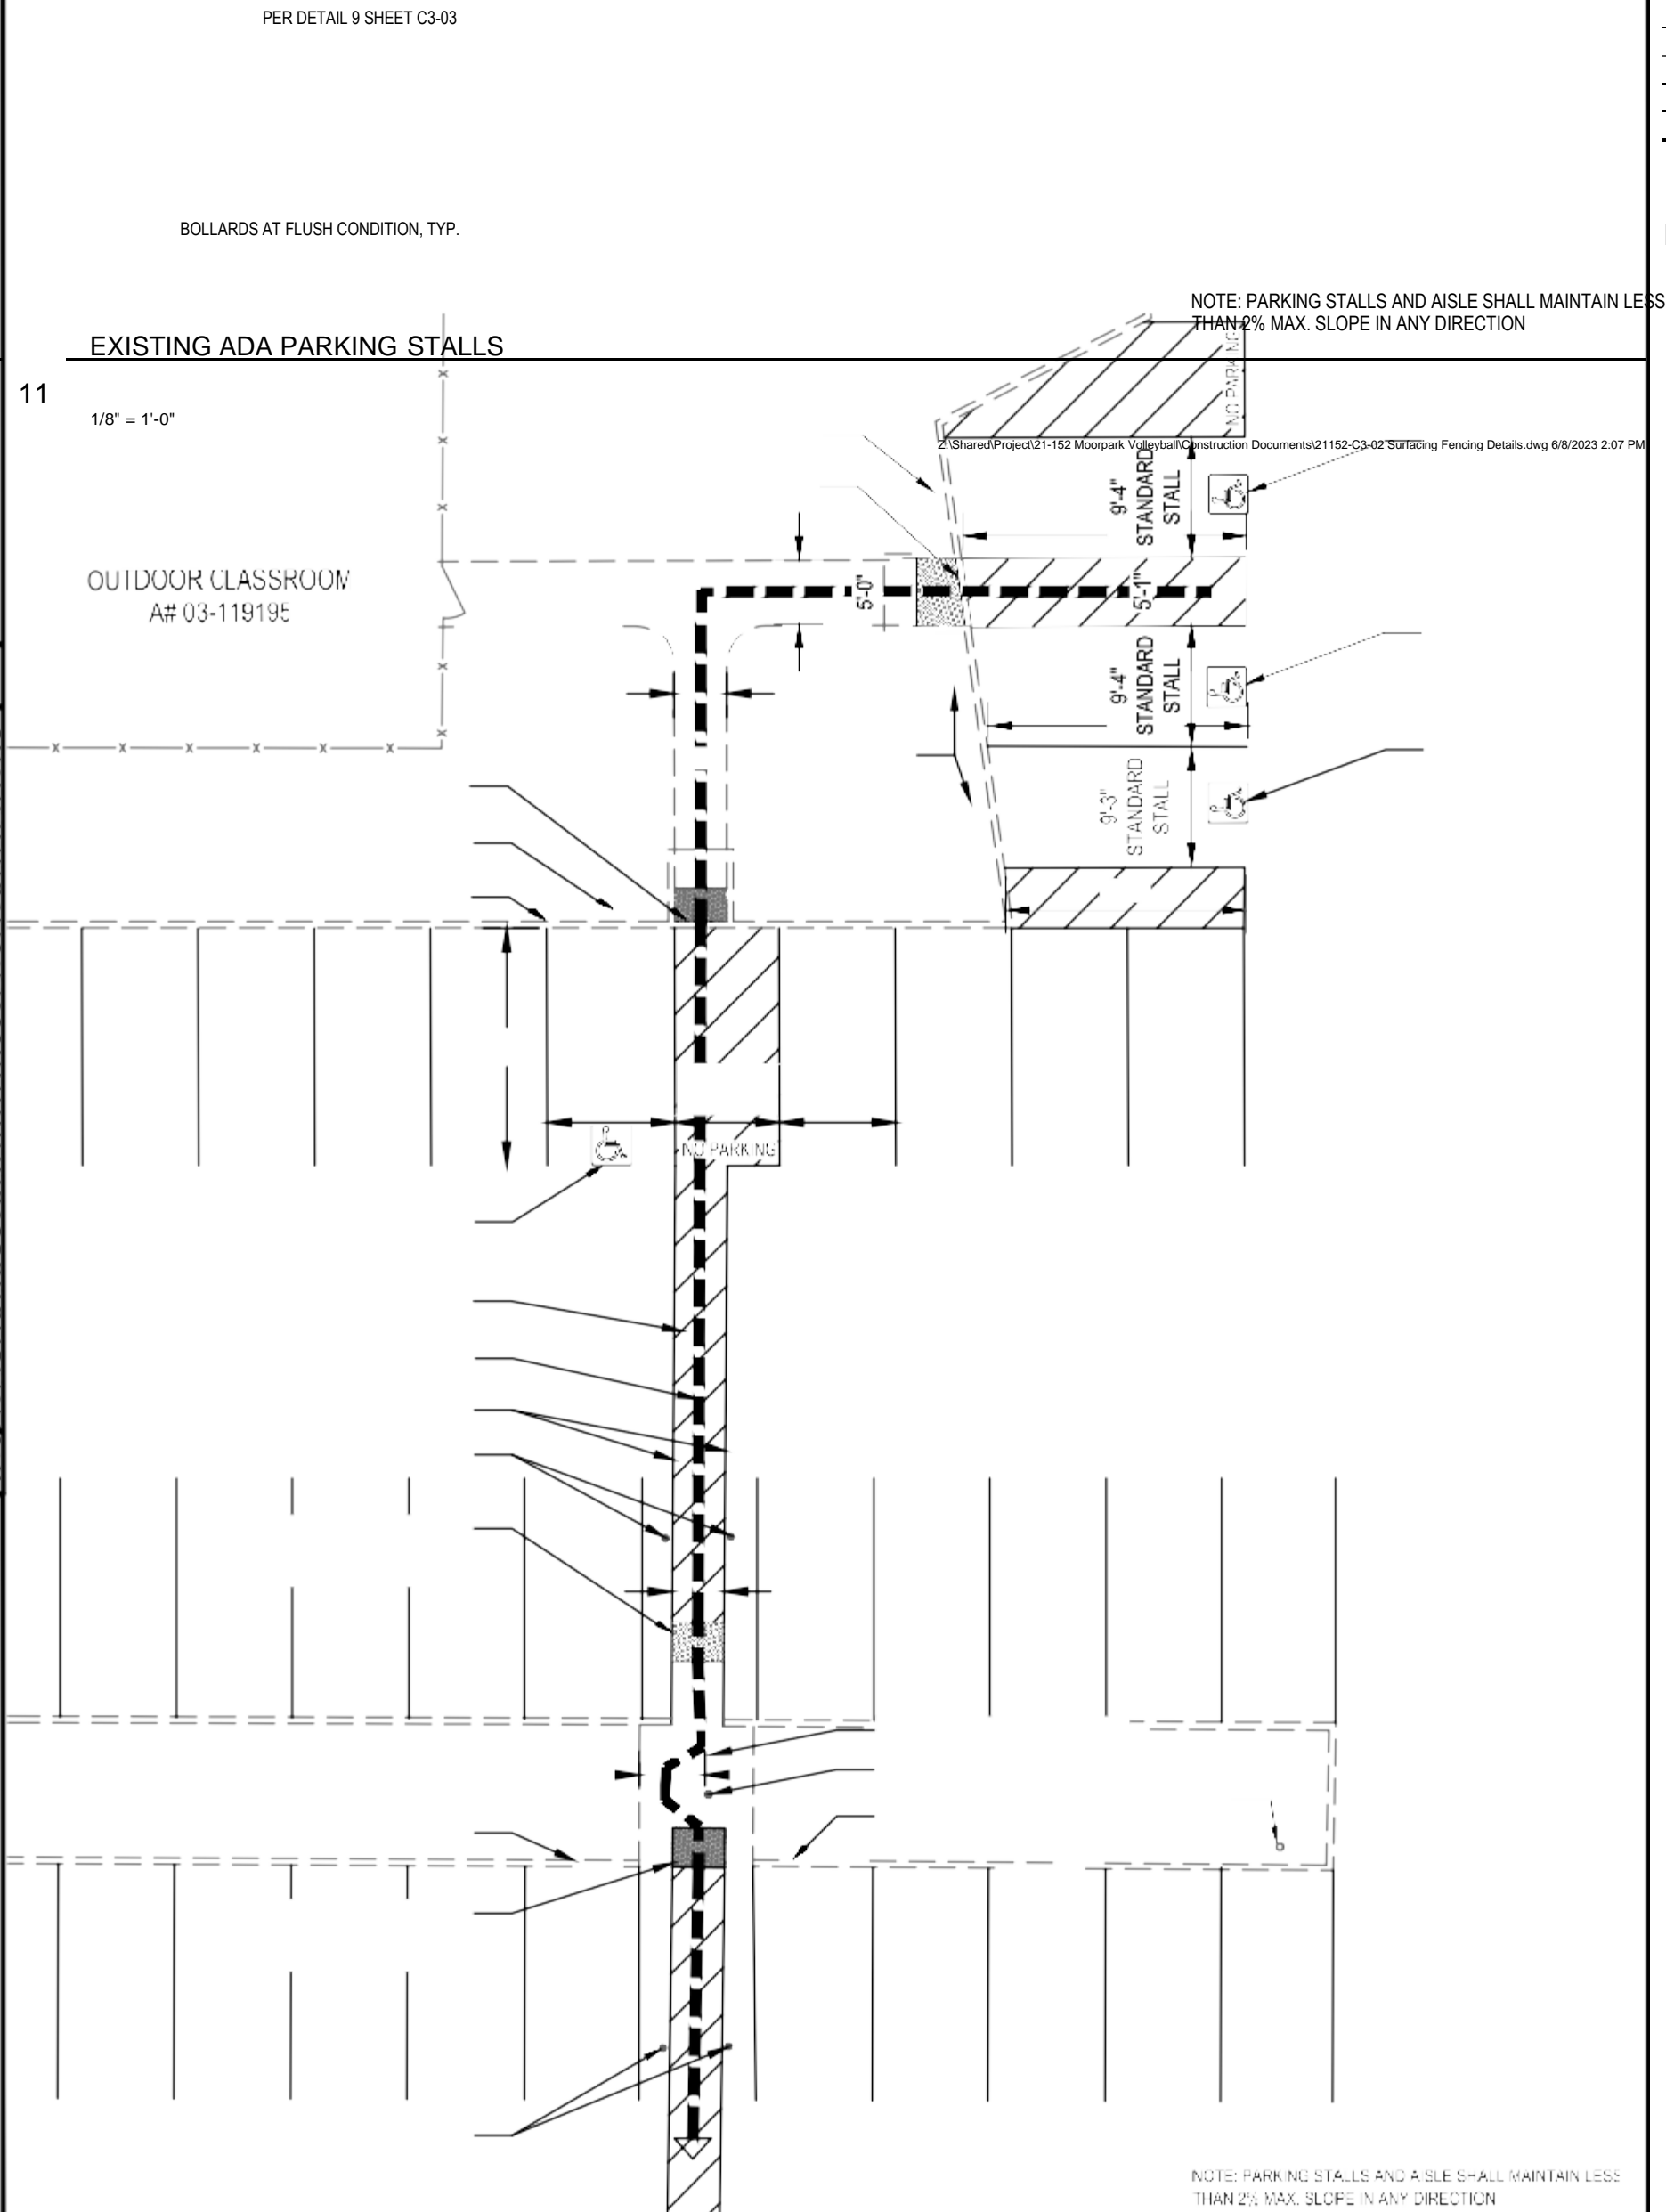 PER DETAIL 9 SHEET C3-03
BOLLARDS AT FLUSH CONDITION, TYP.
NOTE: PARKING STALLS AND AISLE SHALL MAINTAIN LESS
THAN 2% MAX. SLOPE IN ANY DIRECTION
EXISTING ADA PARKING STALLS
11
1/8" = 1'-0"
NO PARKING
Z:\Shared\Project\21-152 Moorpark Volleyball\Construction Documents\21152-C3-02 Surfacing Fencing Details.dwg 6/8/2023 2:07 PM
9'-4"
STANDARD
STALL
OUTDOOR CLASSROOM
A# 03-119195
5'-0"
5'-1"
9'-4"
STANDARD
STALL
9'-3"
STANDARD
STALL
NO PARKING
NOTE: PARKING STALLS AND AISLE SHALL MAINTAIN LESS
THAN 2% MAX. SLOPE IN ANY DIRECTION